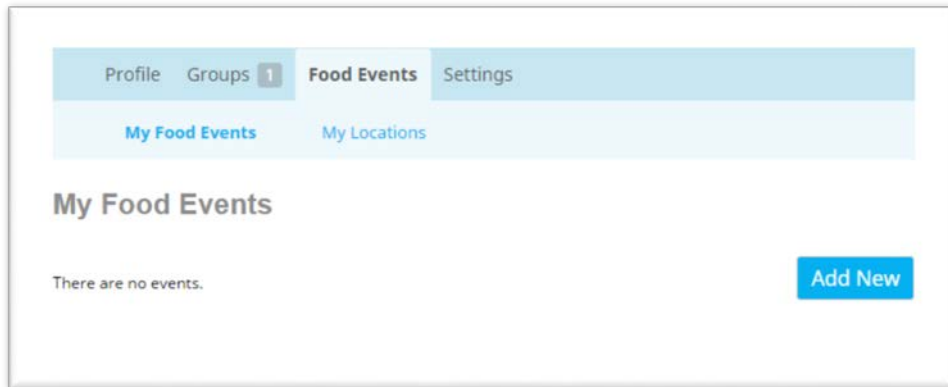 Profile Groups 1 Food Events Settings
My Food Events My Locations
My Food Events
There are no events. Add New